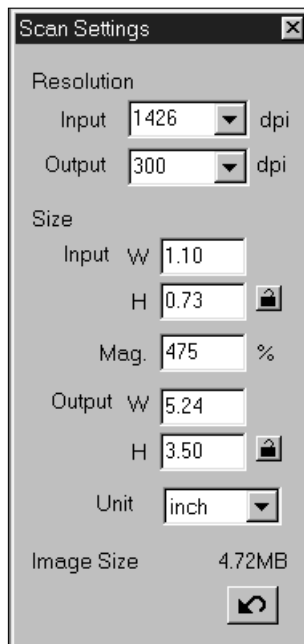 Scan Settings
Resolution
Input 1426 dpi
Output 300 dpi
Size
Input W 1.10
H 0.73
Mag. 475 %
Output W 5.24
H 3.50
Unit inch
Image Size 4.72MB